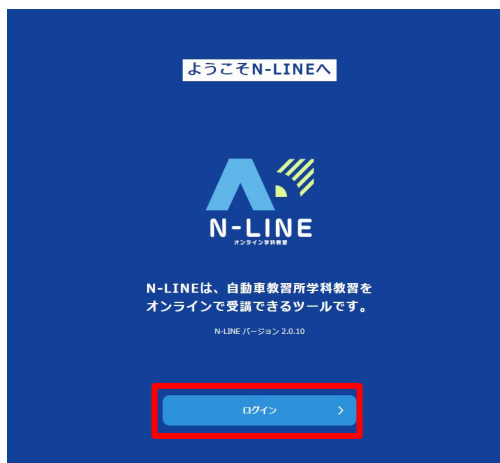 ようこそN-LINEへ
N-LINE
オンライン学科教習
N-LINEは、自動車教習所学科教習を
オンラインで受講できるツールです。
N-LINE バージョン 2.0.10
ログイン